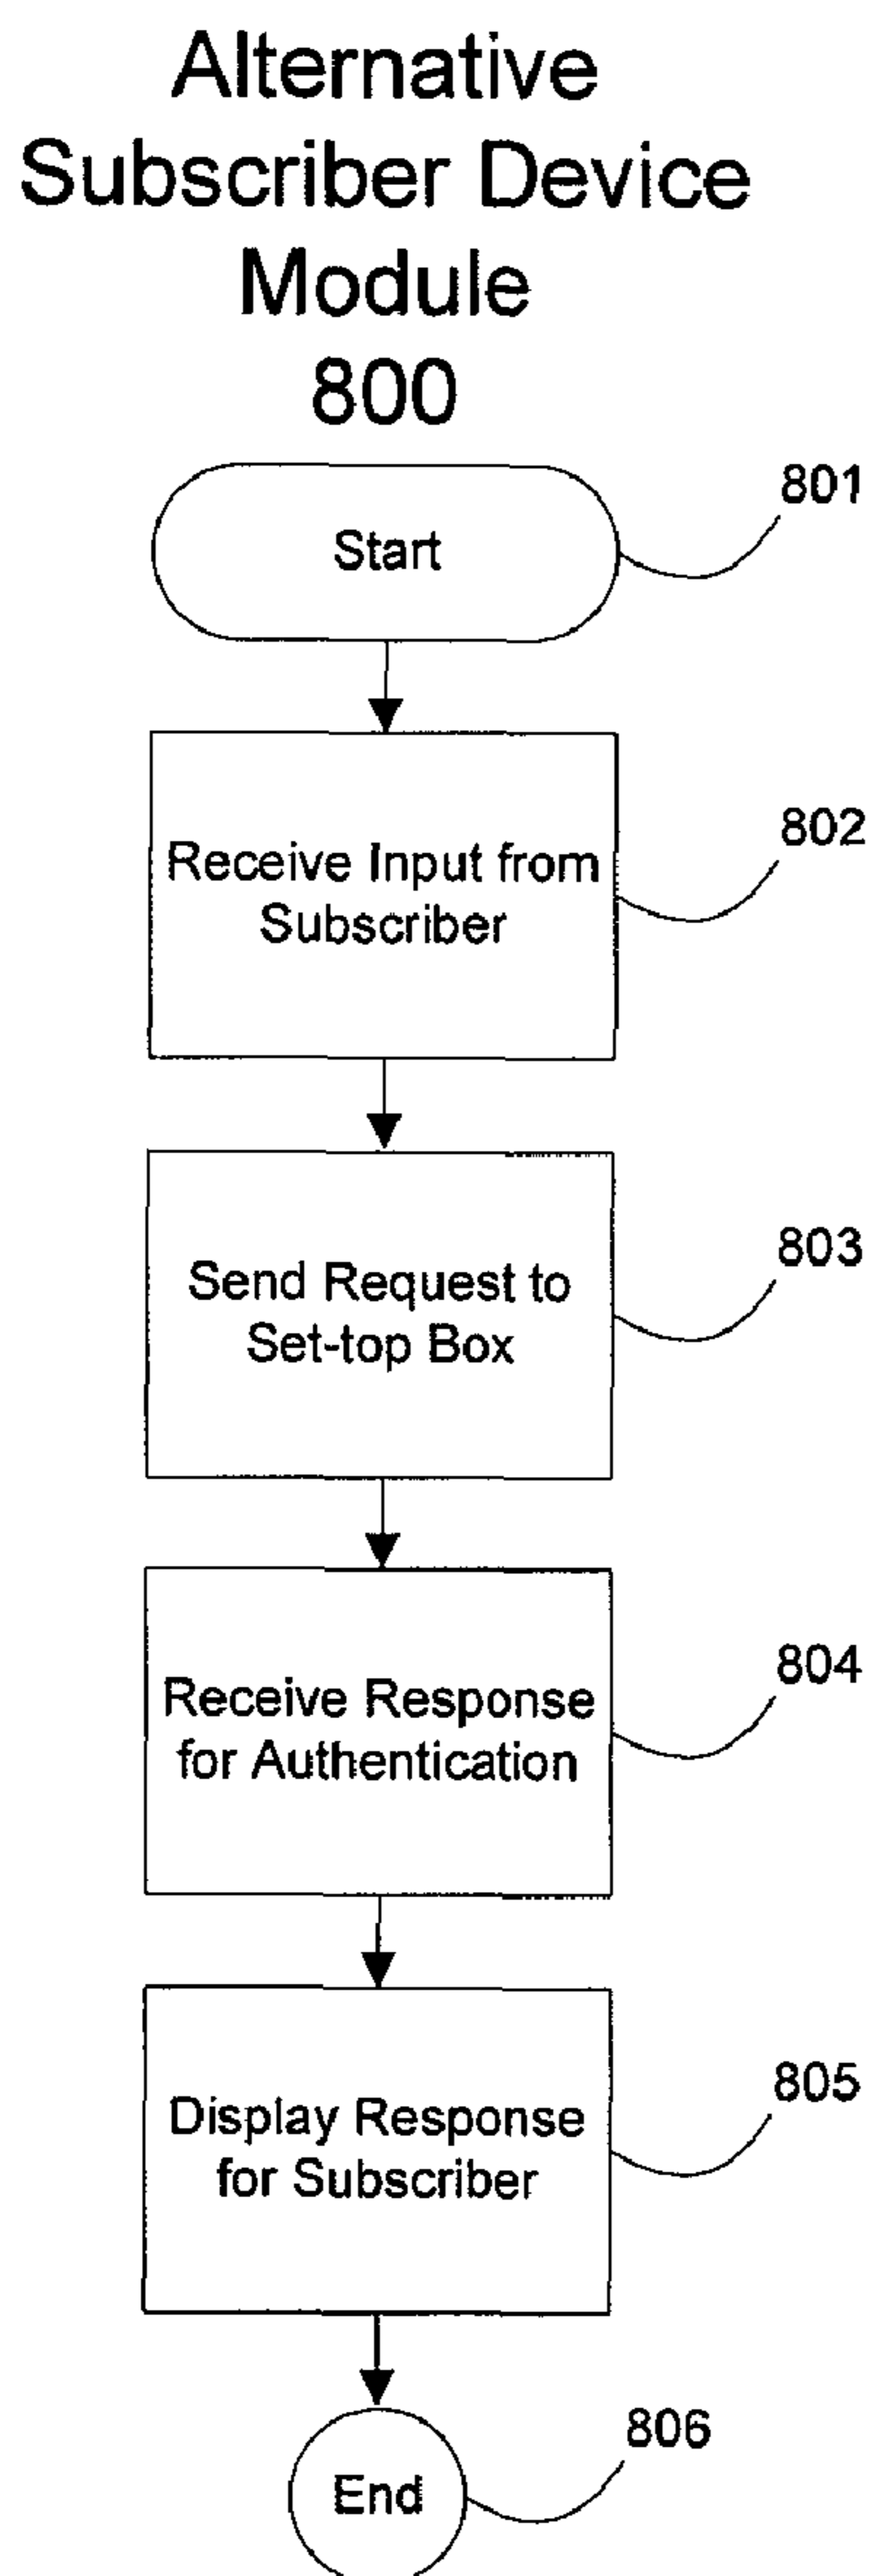 Alternative
Subscriber Device
Module
800
801
Start
802
Receive Input from
Subscriber
803
Send Request to
Set-top Box
804
Receive Response
for Authentication
805
Display Response
for Subscriber
806
End